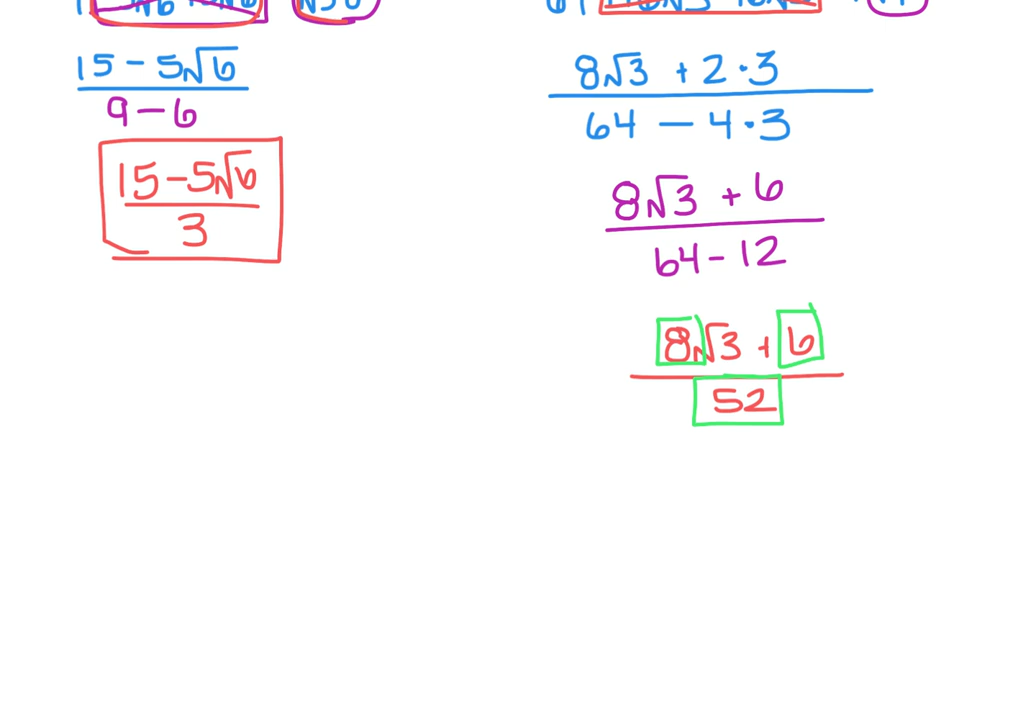 15 - 5√6
9 - 6
15 - 5√6
3
8√3 + 2·3
64 - 4·3
8√3 + 6
64 - 12
8√3 + 6
52